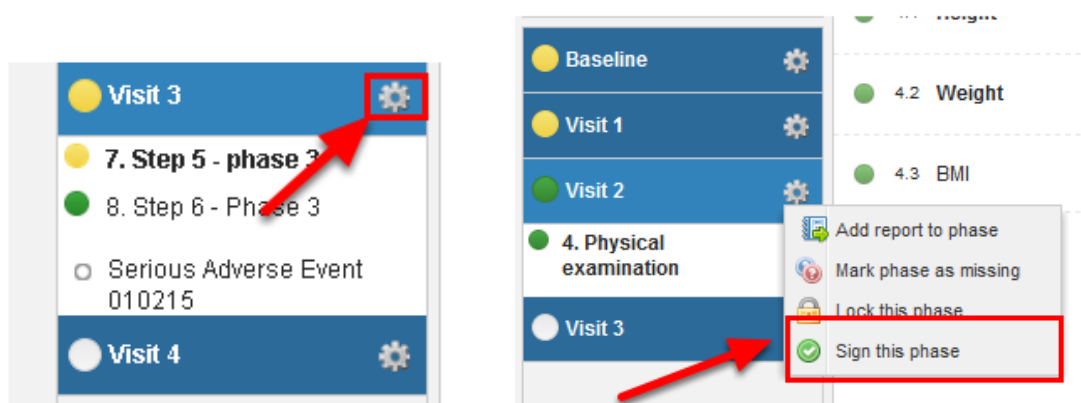 Visit 3
7. Step 5 - phase 3
8. Step 6 - Phase 3
Serious Adverse Event
010215
Visit 4
Baseline
Visit 1
Visit 2
4. Physical
examination
Visit 3
4.2 Weight
4.3 BMI
Add report to phase
Mark phase as missing
Lock this phase
Sign this phase